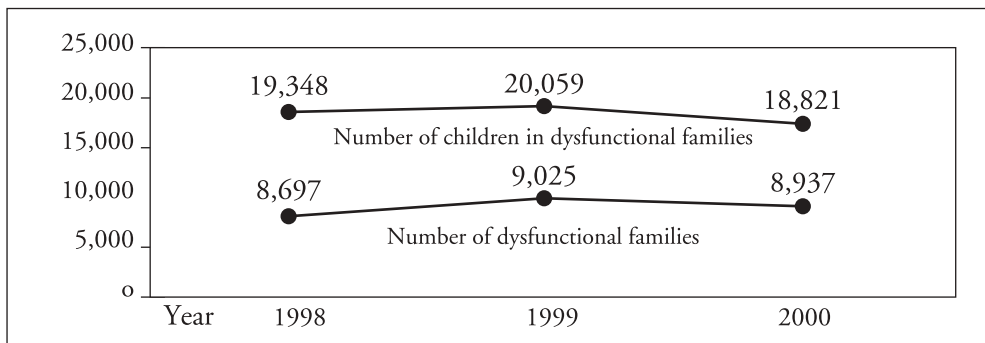 25,000
19,348 20,059 18,821
20,000
Number of children in dysfunctional families
15,000
8,697 9,025 8,937
10,000
Number of dysfunctional families
5,000
o
Year 1998 1999 2000